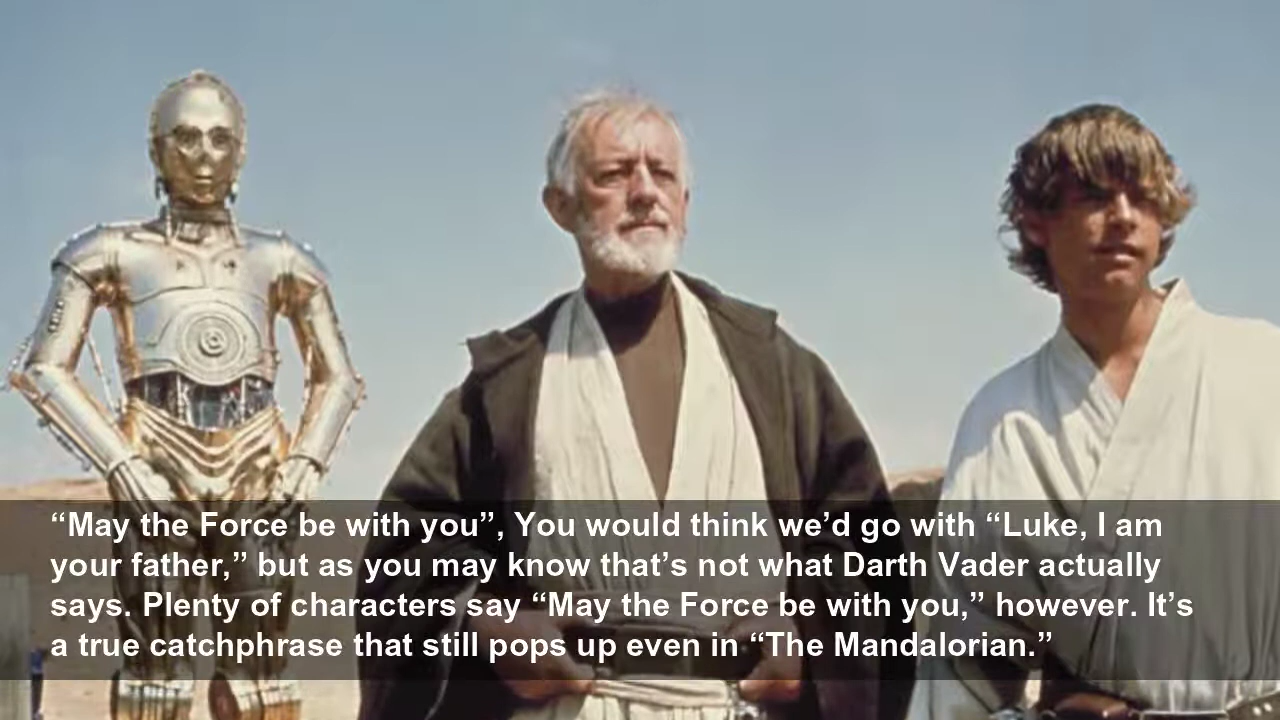 “May the Force be with you”, You would think we’d go with “Luke, I am
your father,” but as you may know that’s not what Darth Vader actually
says. Plenty of characters say “May the Force be with you,” however. It’s
a true catchphrase that still pops up even in “The Mandalorian.”